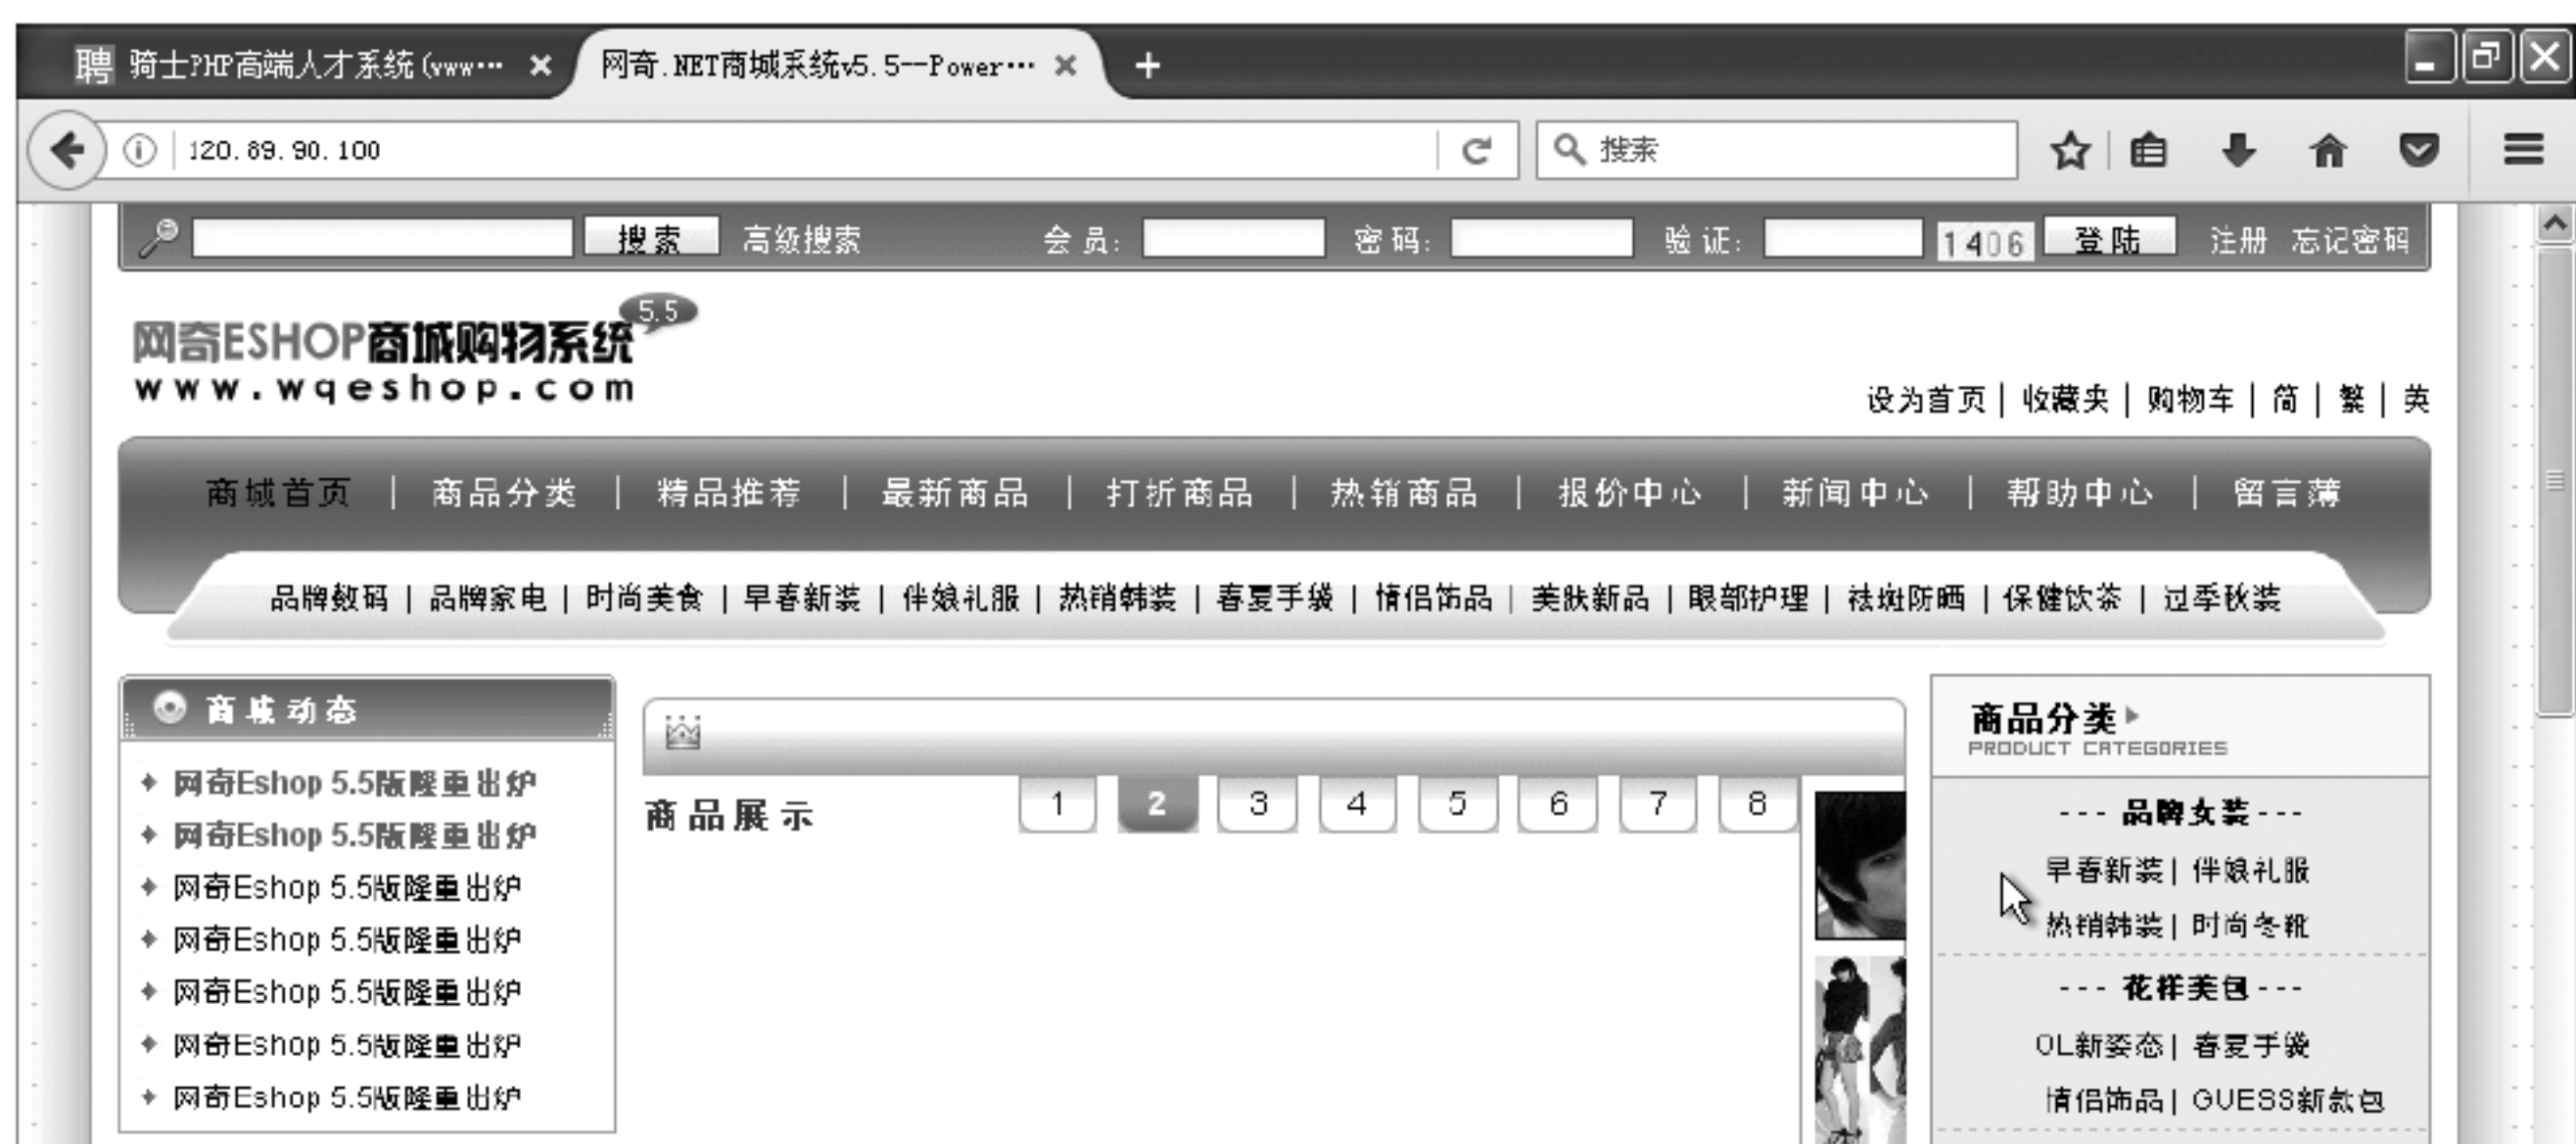 聘 骑士PHP高端人才系统(www… × 网奇.NET商城系统v5.5--Power… × +
120.89.90.100 搜索
搜索 高级搜索 会员: 密码: 验证: 1406 登陆 注册 忘记密码
5.5
网奇ESHOP商城购物系统
www.wqeshop.com
设为首页 | 收藏夹 | 购物车 | 简 | 繁 | 英
商城首页 | 商品分类 | 精品推荐 | 最新商品 | 打折商品 | 热销商品 | 报价中心 | 新闻中心 | 帮助中心 | 留言薄
品牌数码 | 品牌家电 | 时尚美食 | 早春新装 | 伴娘礼服 | 热销韩装 | 春夏手袋 | 情侣饰品 | 美肤新品 | 眼部护理 | 祛斑防晒 | 保健饮茶 | 过季秋装
商城动态
网奇Eshop 5.5版隆重出炉
网奇Eshop 5.5版隆重出炉
网奇Eshop 5.5版隆重出炉
网奇Eshop 5.5版隆重出炉
网奇Eshop 5.5版隆重出炉
网奇Eshop 5.5版隆重出炉
网奇Eshop 5.5版隆重出炉
商品展示 1 2 3 4 5 6 7 8
商品分类
PRODUCT CATEGORIES
--- 品牌女装 ---
早春新装 | 伴娘礼服
热销韩装 | 时尚冬靴
--- 花样美包 ---
OL新姿态 | 春夏手袋
情侣饰品 | GUESS新款包